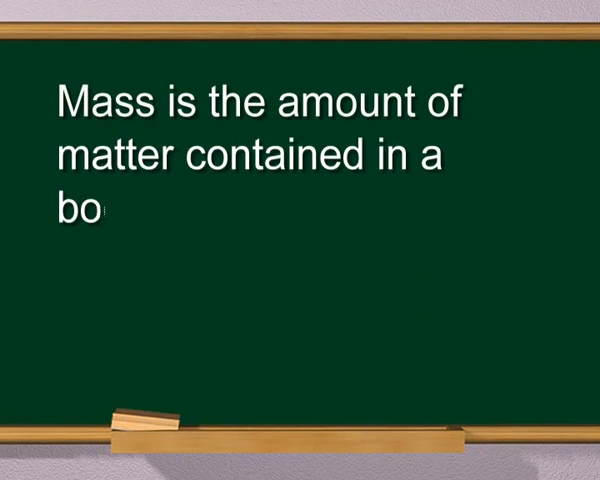 Mass is the amount of
matter contained in a
bo